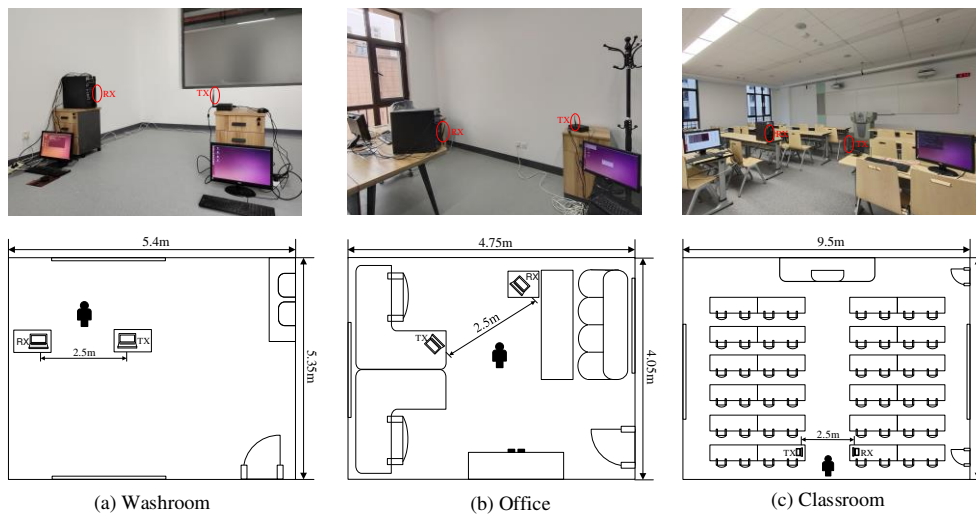 RX
TX
RX
TX
RX
5.4m
4.75m
9.5m
RX
TX
2.5m
5.35m
RX
TX
2.5m
4.05m
TX
2.5m
RX
(a) Washroom
(b) Office
(c) Classroom